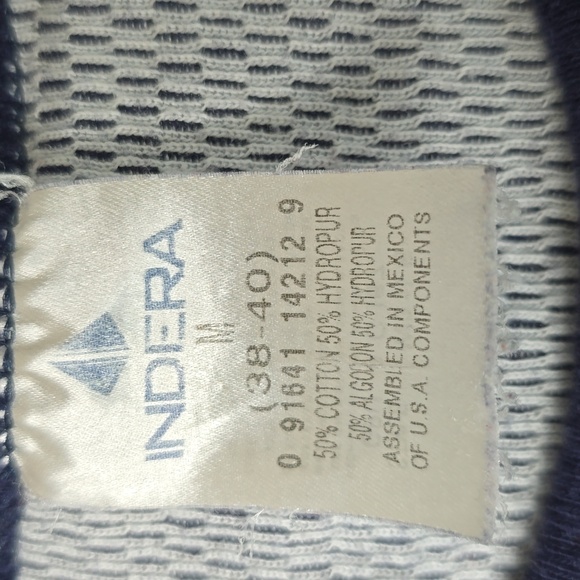 INDERA
M
(38-40)
0 91641 14212 9
50% COTTON 50% HYDROPUR
50% ALGODON 50% HYDROPUR
ASSEMBLED IN MEXICO
OF U.S.A. COMPONENTS